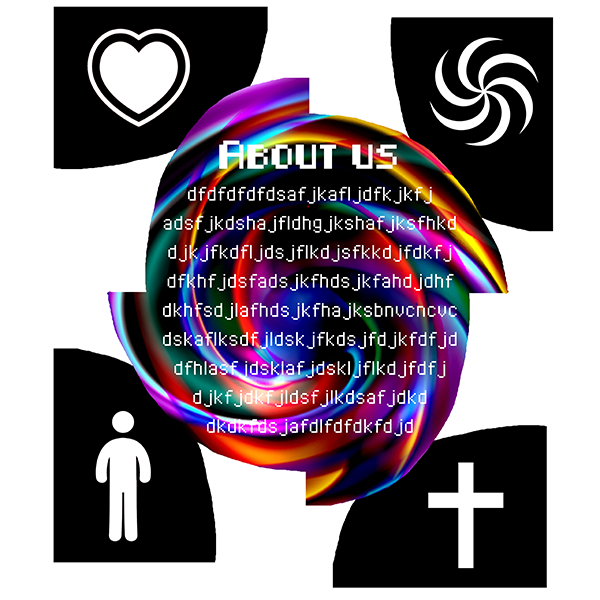 About us
dfdfdfdfdsafjkafljdfkjkfj
adsfjkdshajfldhgjkshafjksfhkd
djkjfkdfljdsjflkdjsfkkdjfdkfj
dfkhfjdsfadsjkfhdsjkfahdjdhf
dkhfsdjlafhdsjkfhajksbnvcncvc
dskaflksdfjldskjfkdsjfdjkfdfjd
dfhlasfjdsklafjdskljflkdjfdfj
djkfjdkfjldsfjlkdsafjdkd
dkdkfdsjafdlfdfdkfdjd